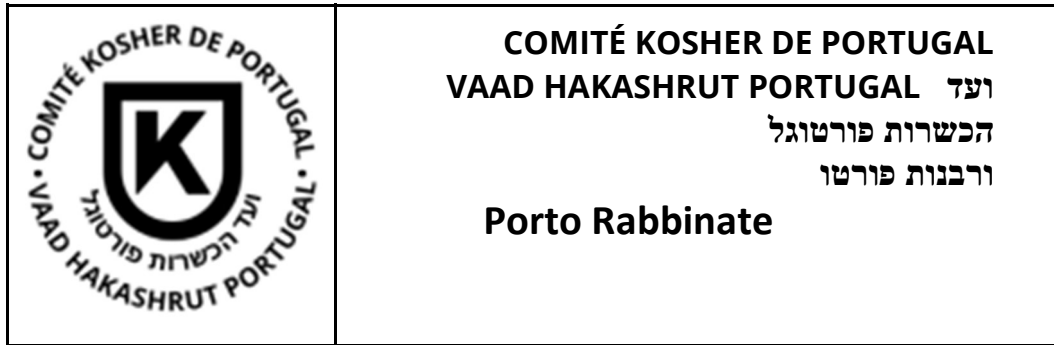 • COMITÉ KOSHER DE PORTUGAL •
VAAD HAKASHRUT PORTUGAL
K
ועד הכשרות פורטוגל
COMITÉ KOSHER DE PORTUGAL
VAAD HAKASHRUT PORTUGAL ועד
הכשרות פורטוגל
ורבנות פורטו
Porto Rabbinate